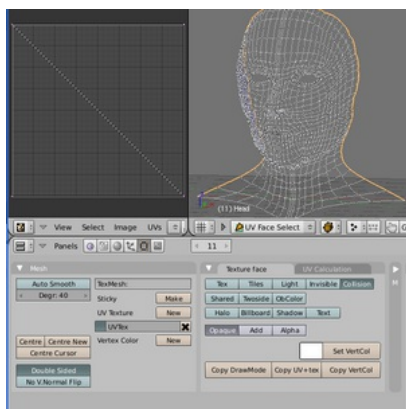 (11) Head
View Select Image UVs
UV Face Select
Panels
11
Mesh
Texture face
UV Calculation
Auto Smooth
Degr: 40
TexMesh:
Sticky
Make
UV Texture
New
UVTex
Vertex Color
New
Centre
Centre New
Centre Cursor
Double Sided
No V.Normal Flip
Tex
Tiles
Light
Invisible
Collision
Shared
Twoside
ObColor
Halo
Billboard
Shadow
Text
Opaque
Add
Alpha
Set VertCol
Copy DrawMode
Copy UV+tex
Copy VertCol